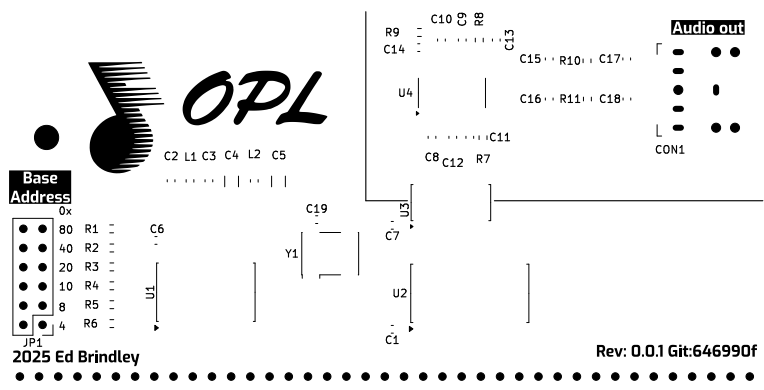 Audio out
C10 C9 R8
R9
C14
C13
C15 R10 C17
U4
C16 R11 C18
OPL
C11
CON1
C8 C12 R7
C2 L1 C3 C4 L2 C5
Base
Address
0x
C19
U3
80 R1
C6
C7
40 R2
Y1
20 R3
10 R4
U1
U2
8 R5
4 R6
JP1
C1
2025 Ed Brindley
Rev: 0.0.1 Git:646990f